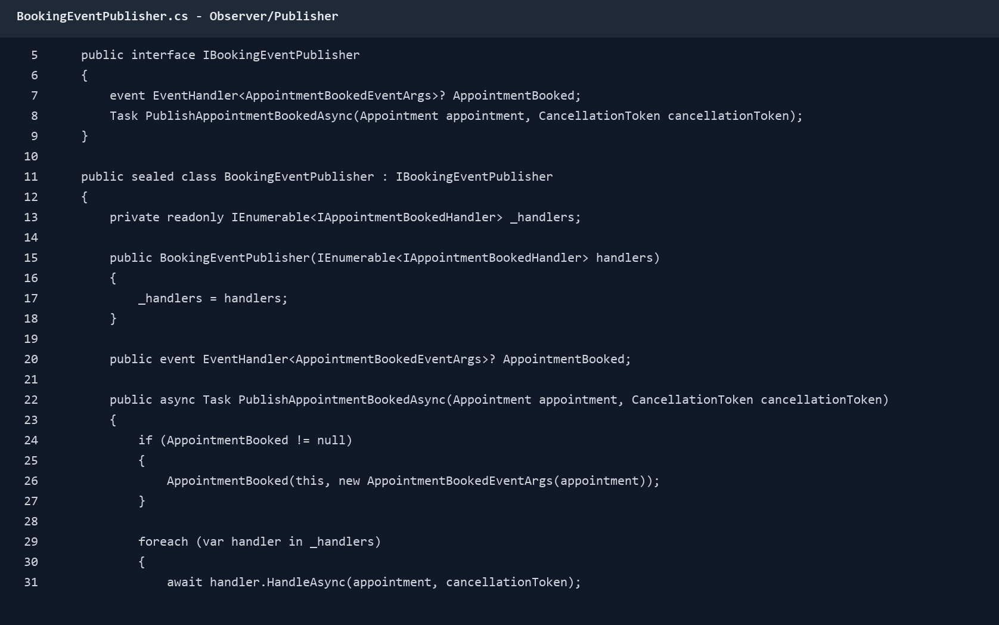 BookingEventPublisher.cs - Observer/Publisher
5 public interface IBookingEventPublisher
6 {
7 event EventHandler<AppointmentBookedEventArgs>? AppointmentBooked;
8 Task PublishAppointmentBookedAsync(Appointment appointment, CancellationToken cancellationToken);
9 }
10
11 public sealed class BookingEventPublisher : IBookingEventPublisher
12 {
13 private readonly IEnumerable<IAppointmentBookedHandler> _handlers;
14
15 public BookingEventPublisher(IEnumerable<IAppointmentBookedHandler> handlers)
16 {
17 _handlers = handlers;
18 }
19
20 public event EventHandler<AppointmentBookedEventArgs>? AppointmentBooked;
21
22 public async Task PublishAppointmentBookedAsync(Appointment appointment, CancellationToken cancellationToken)
23 {
24 if (AppointmentBooked != null)
25 {
26 AppointmentBooked(this, new AppointmentBookedEventArgs(appointment));
27 }
28
29 foreach (var handler in _handlers)
30 {
31 await handler.HandleAsync(appointment, cancellationToken);